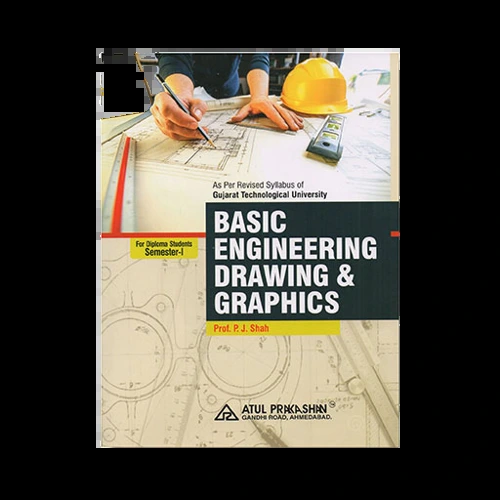 As Per Revised Syllabus of
Gujarat Technological University
BASIC
ENGINEERING
DRAWING &
GRAPHICS
For Diploma Students
Semester-I
Prof. P. J. Shah
ATUL PRAKASHAN
GANDHI ROAD, AHMEDABAD.